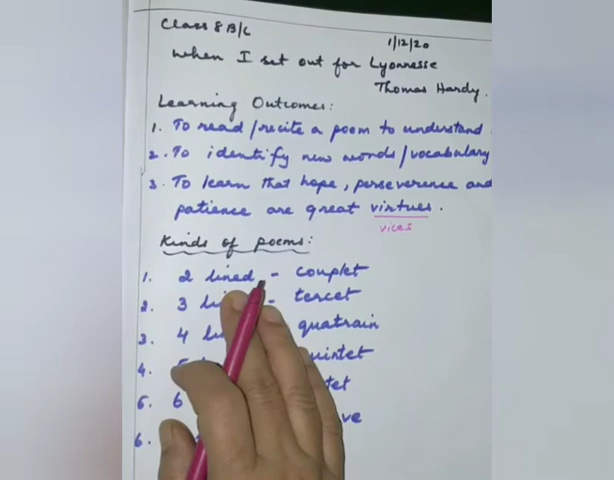 Class 8 B/C
1/12/20
When I set out for Lyonnesse
Thomas Hardy.
Learning Outcomes:
1. To read/recite a poem to understand.
2. To identify new words/vocabulary
3. To learn that hope, perseverence and
patience are great virtues.
vices
Kinds of poems:
1. 2 lined - couplet
2. 3 - tercet
3. 4 quatrain
4.
5. 6
6.